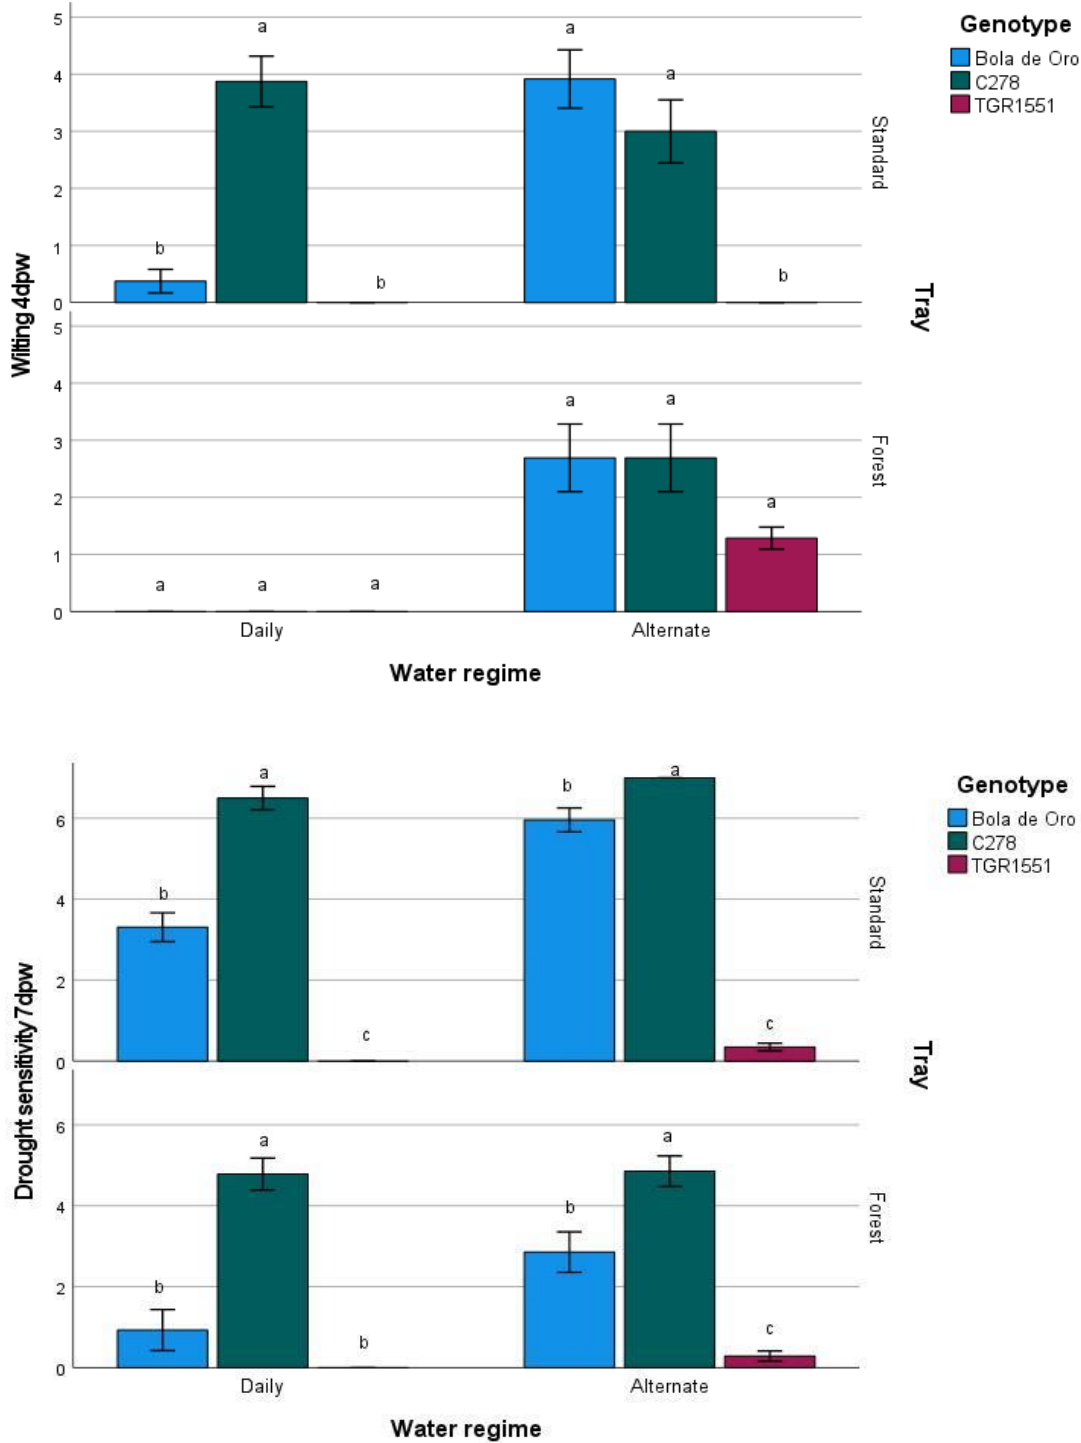 Genotype
Bola de Oro
C278
TGR1551
Wilting 4dpw
Tray
5
4
3
2
1
0
a
a
a
b
b
b
Standard
5
4
3
2
1
0
a
a
a
a
a
a
Forest
Daily
Alternate
Water regime
Genotype
Bola de Oro
C278
TGR1551
Drought sensitivity 7dpw
Tray
6
4
2
0
a
a
b
b
c
c
Standard
6
4
2
0
a
a
b
b
b
c
Forest
Daily
Alternate
Water regime